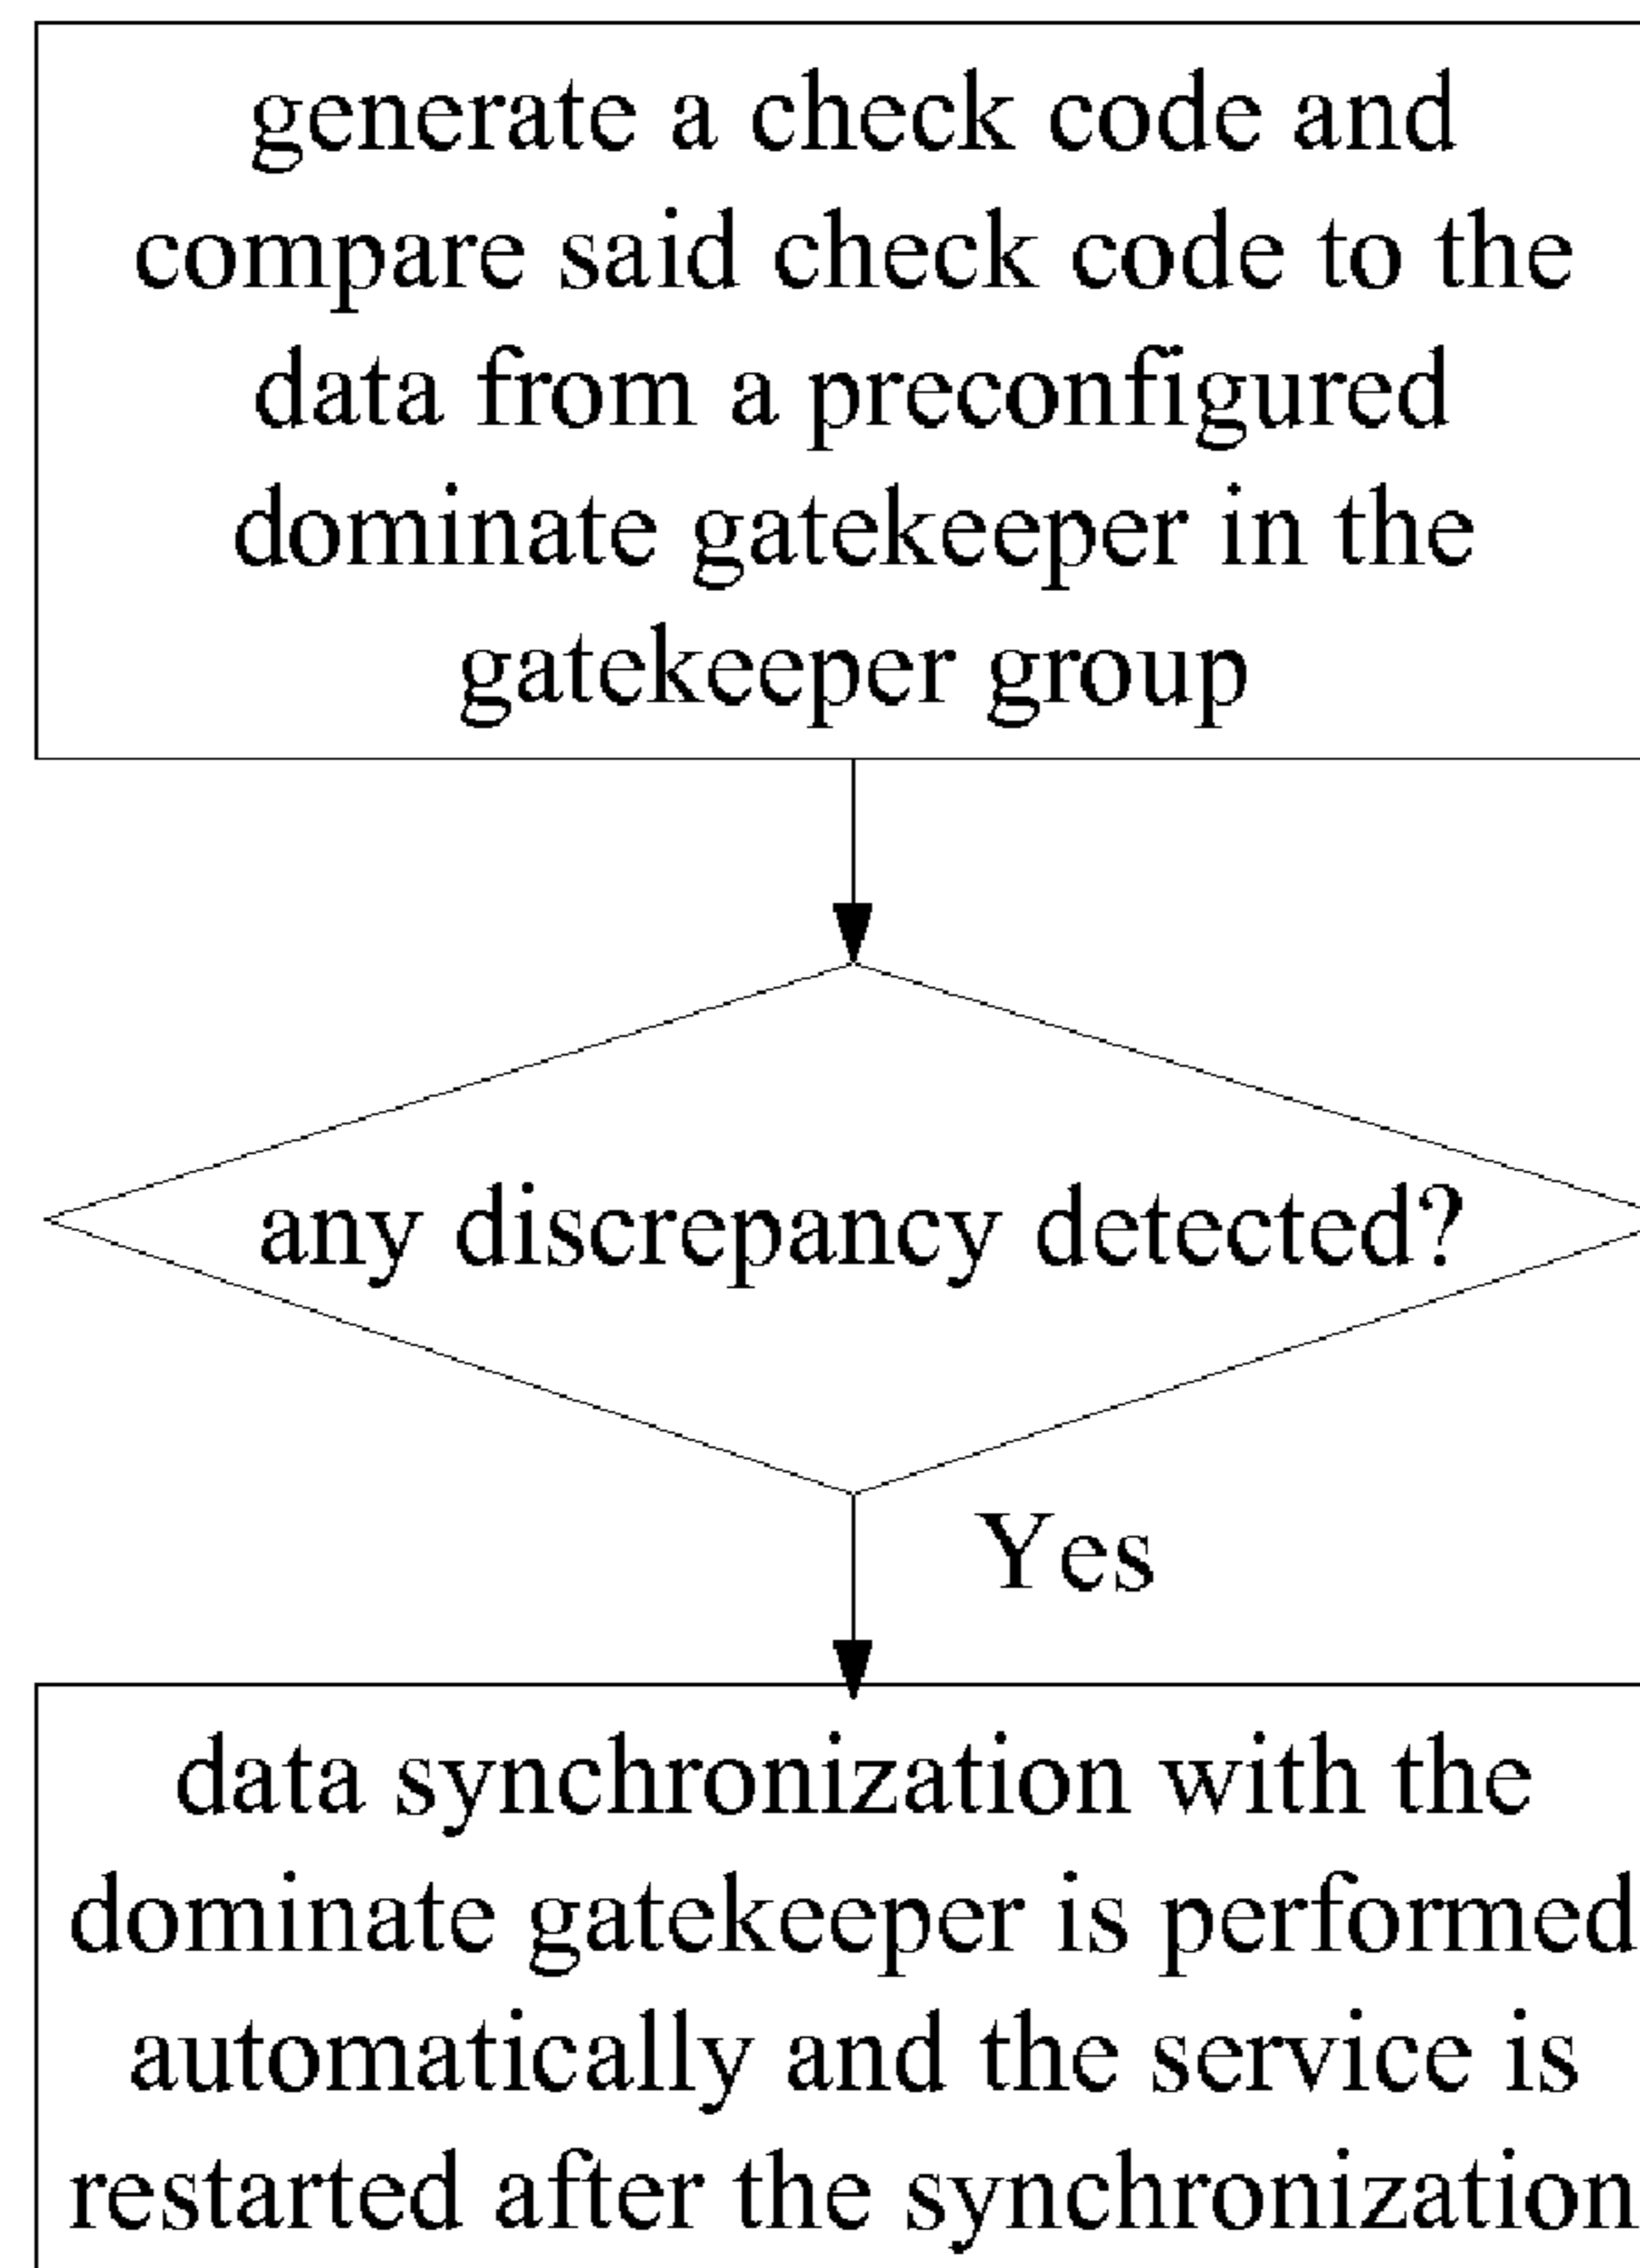 generate a check code and
compare said check code to the
data from a preconfigured
dominate gatekeeper in the
gatekeeper group
any discrepancy detected?
Yes
data synchronization with the
dominate gatekeeper is performed
automatically and the service is
restarted after the synchronization